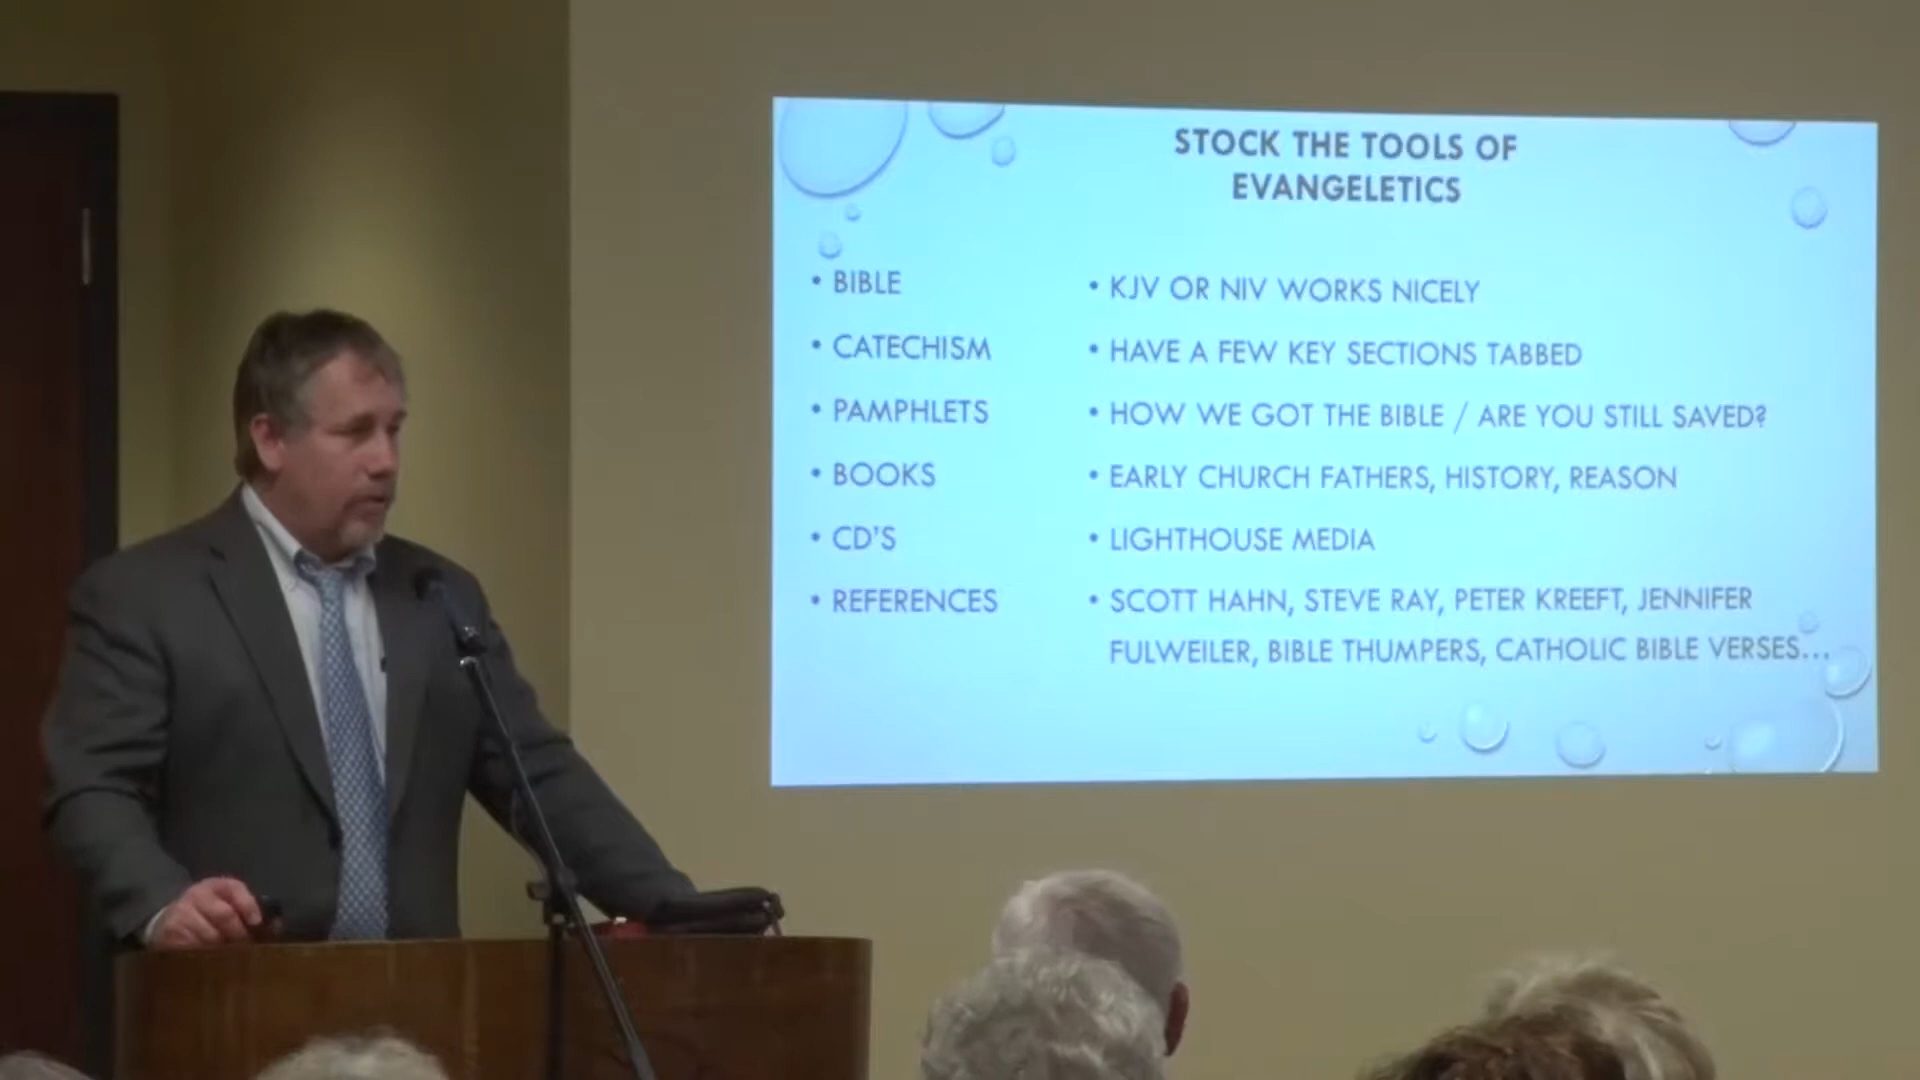 STOCK THE TOOLS OF
EVANGELETICS
• BIBLE
• CATECHISM
• PAMPHLETS
• BOOKS
• CD'S
• REFERENCES
• KJV OR NIV WORKS NICELY
• HAVE A FEW KEY SECTIONS TABBED
• HOW WE GOT THE BIBLE / ARE YOU STILL SAVED?
• EARLY CHURCH FATHERS, HISTORY, REASON
• LIGHTHOUSE MEDIA
• SCOTT HAHN, STEVE RAY, PETER KREEFT, JENNIFER
FULWEILER, BIBLE THUMPERS, CATHOLIC BIBLE VERSES...